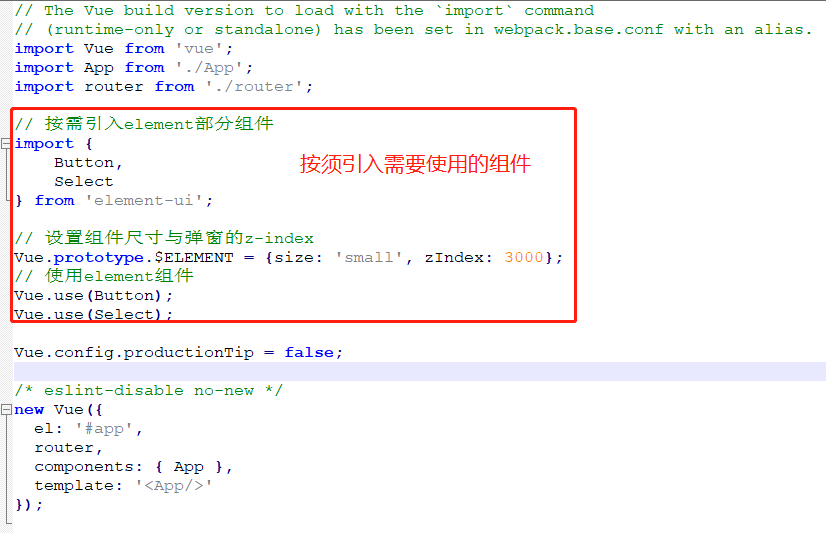 // The Vue build version to load with the `import` command
// (runtime-only or standalone) has been set in webpack.base.conf with an alias.
import Vue from 'vue';
import App from './App';
import router from './router';
// 按需引入element部分组件
import {
Button,
按须引入需要使用的组件
Select
} from 'element-ui';
// 设置组件尺寸与弹窗的z-index
Vue.prototype.$ELEMENT = {size: 'small', zIndex: 3000};
// 使用element组件
Vue.use(Button);
Vue.use(Select);
Vue.config.productionTip = false;
/* eslint-disable no-new */
new Vue({
el: '#app',
router,
components: { App },
template: '<App/>'
});